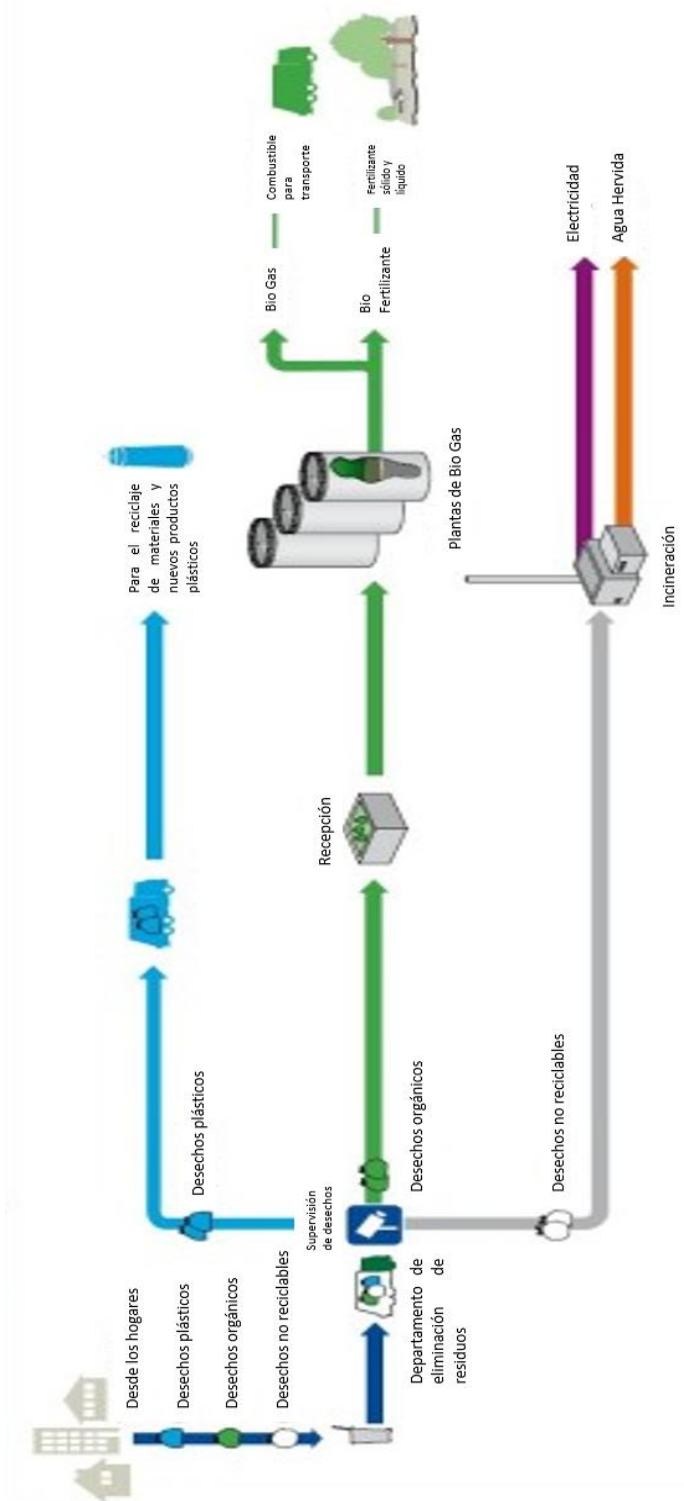 Desde los hogares
Desechos plásticos
Desechos orgánicos
Desechos no reciclables
Departamento de
eliminación de
residuos
Supervisión
de desechos
Desechos plásticos
Para el reciclaje
de materiales y
nuevos productos
plásticos
Desechos orgánicos
Recepción
Plantas de Bio Gas
Bio Gas
Combustible
para
transporte
Bio
Fertilizante
Fertilizante
sólido y
líquido
Desechos no reciclables
Incineración
Electricidad
Agua Hervida